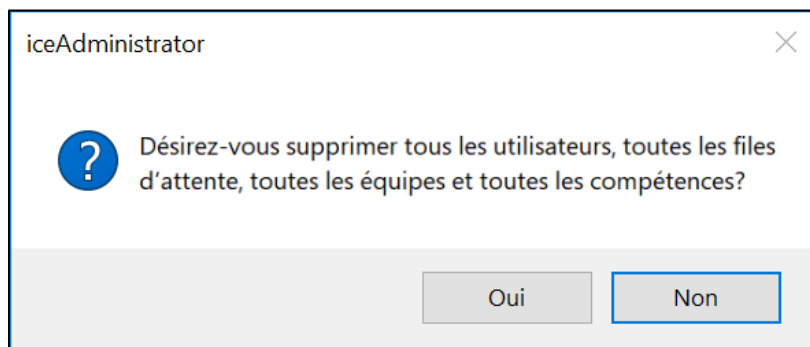 iceAdministrator
Désirez-vous supprimer tous les utilisateurs, toutes les files
d’attente, toutes les équipes et toutes les compétences?
Oui
Non